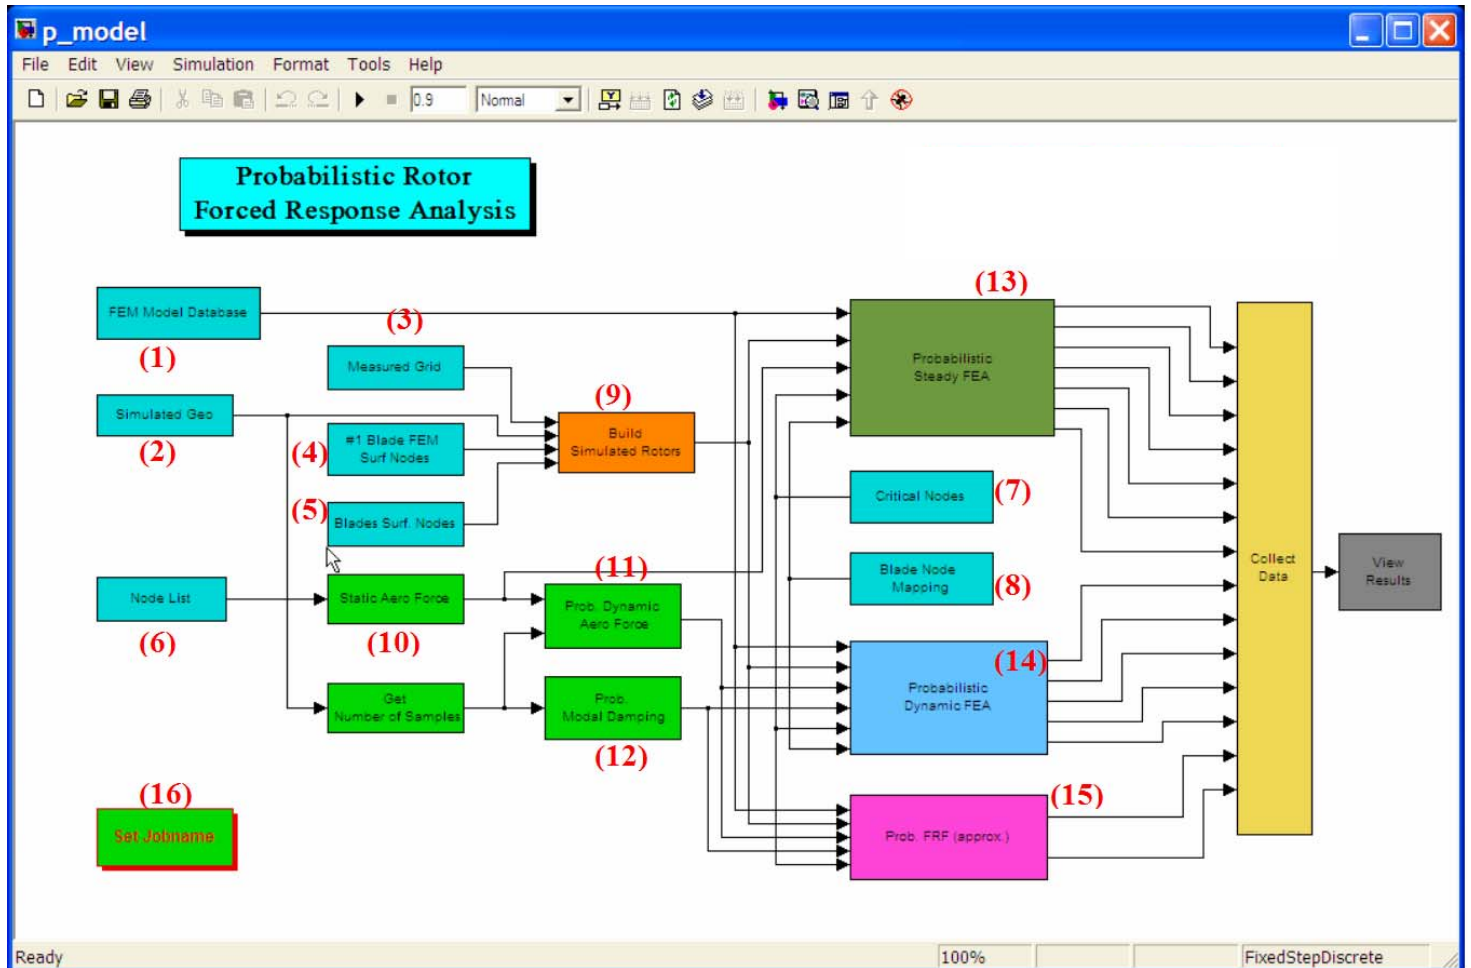 p_model
File Edit View Simulation Format Tools Help
0.9 Normal
Probabilistic Rotor
Forced Response Analysis
FEM Model Database
(1)
Simulated Geo
(2)
(3)
Measured Grid
(4)
#1 Blade FEM
Surf Nodes
(5)
Blades Surf. Nodes
Node List
(6)
Static Aero Force
(10)
Get
Number of Samples
(9)
Build
Simulated Rotors
(11)
Prob. Dynamic
Aero Force
Prob.
Modal Damping
(12)
(13)
Probabilistic
Steady FEA
Critical Nodes
(7)
Blade Node
Mapping
(8)
(14)
Probabilistic
Dynamic FEA
(15)
Prob. FRF (approx.)
Collect
Data
View
Results
(16)
Set Jobname
Ready
100%
FixedStepDiscrete